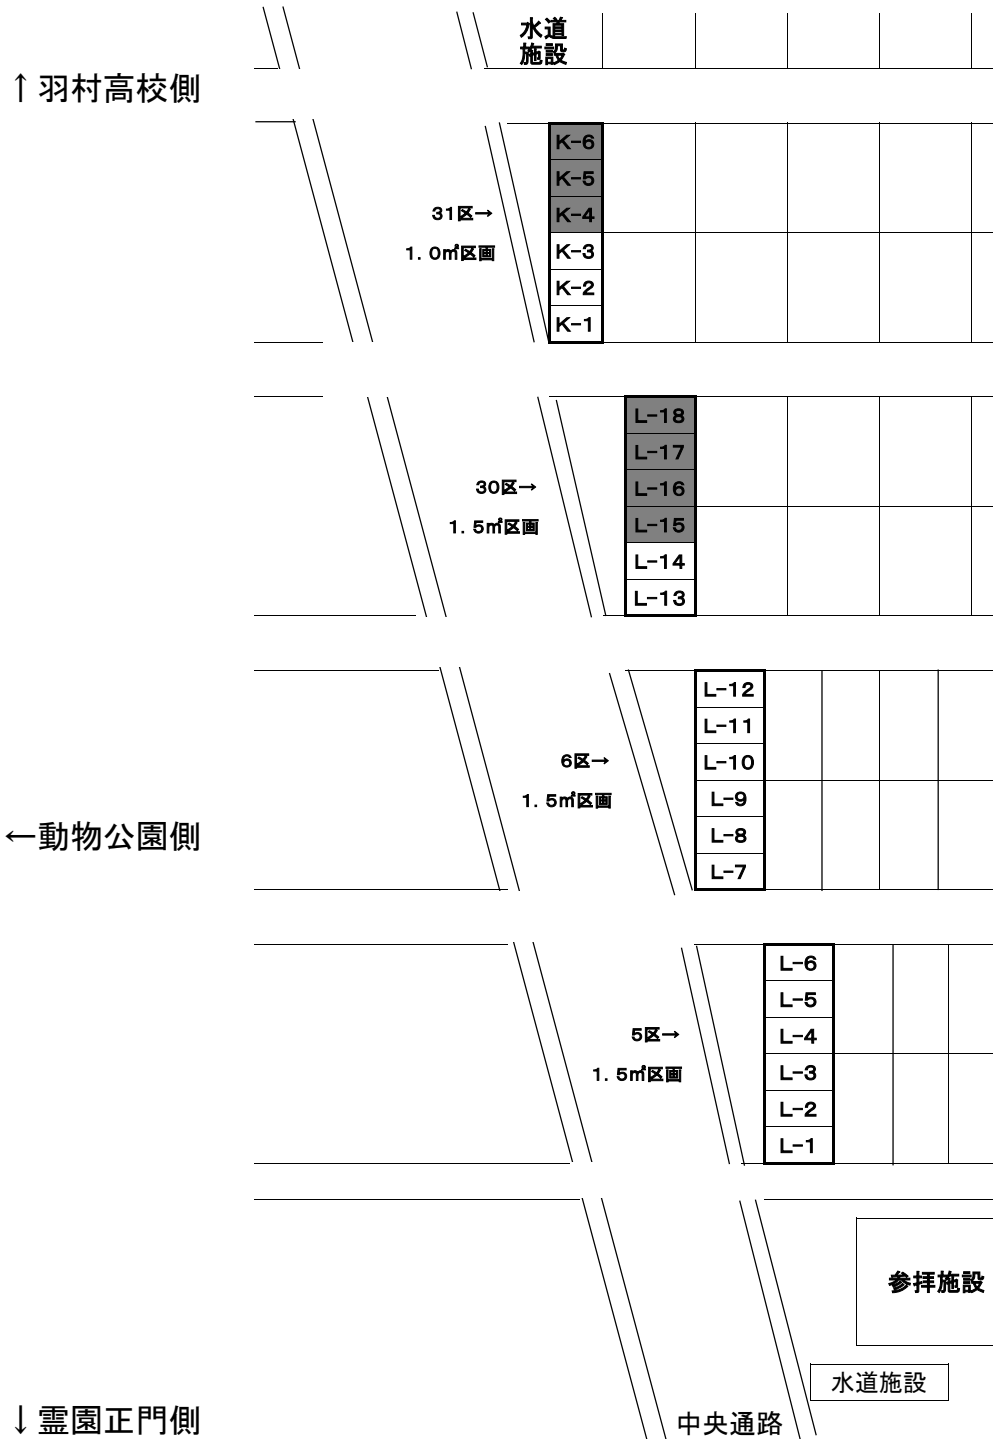 水道
施設
↑羽村高校側
K-6
K-5
K-4
31区→
1.0㎡区画
K-3
K-2
K-1
L-18
L-17
L-16
30区→
1.5㎡区画
L-15
L-14
L-13
L-12
L-11
L-10
6区→
1.5㎡区画
L-9
L-8
L-7
←動物公園側
L-6
L-5
L-4
5区→
1.5㎡区画
L-3
L-2
L-1
参拝施設
水道施設
中央通路
↓霊園正門側